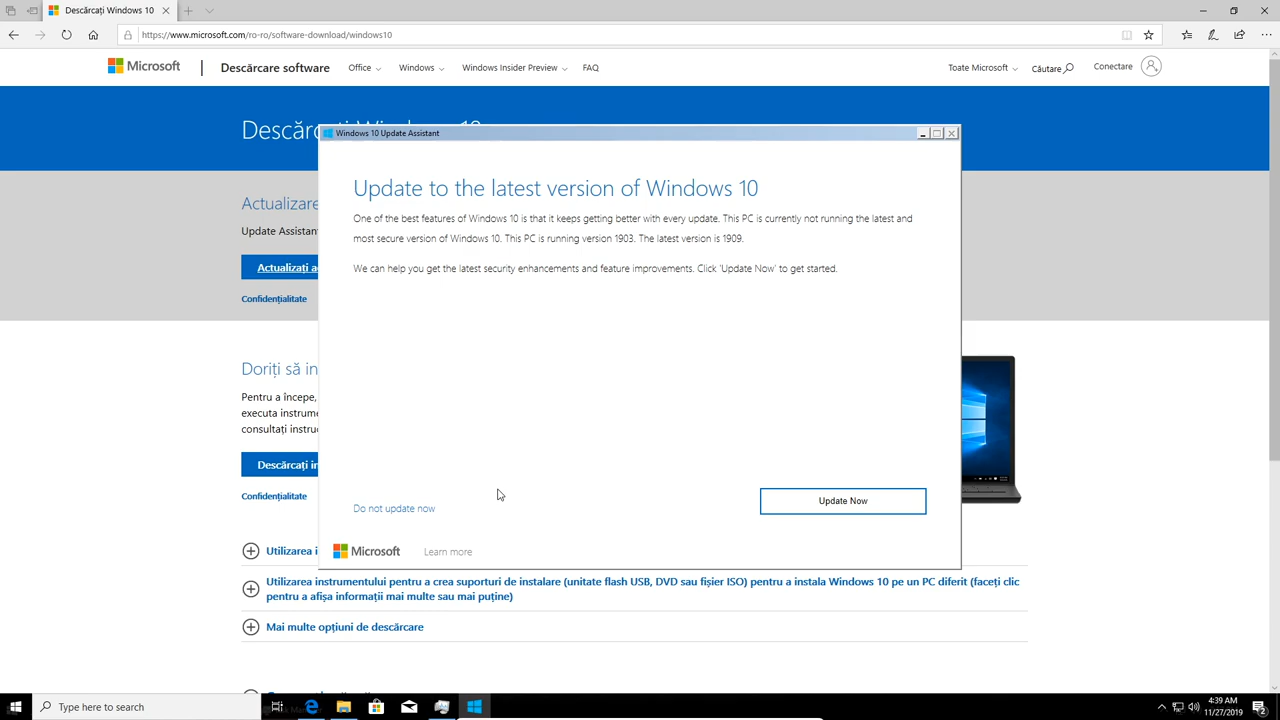 Descărcați Windows 10
https://www.microsoft.com/ro-ro/software-download/windows10
Microsoft
Descărcare software
Office
Windows
Windows Insider Preview
FAQ
Toate Microsoft
Căutare
Conectare
Windows 10 Update Assistant
Actualizare
Update Assistant
Confidențialitate
Update to the latest version of Windows 10
One of the best features of Windows 10 is that it keeps getting better with every update. This PC is currently not running the latest and
most secure version of Windows 10. This PC is running version 1903. The latest version is 1909.
We can help you get the latest security enhancements and feature improvements. Click 'Update Now' to get started.
Do not update now
Update Now
Microsoft
Learn more
Doriți să in
Pentru a începe,
executa instrume
consultați instruc
Confidențialitate
Utilizarea i
Utilizarea instrumentului pentru a crea suporturi de instalare (unitate flash USB, DVD sau fișier ISO) pentru a instala Windows 10 pe un PC diferit (faceți clic
pentru a afișa informații mai multe sau mai puține)
Mai multe opțiuni de descărcare
Type here to search
4:39 AM
11/27/2019
2